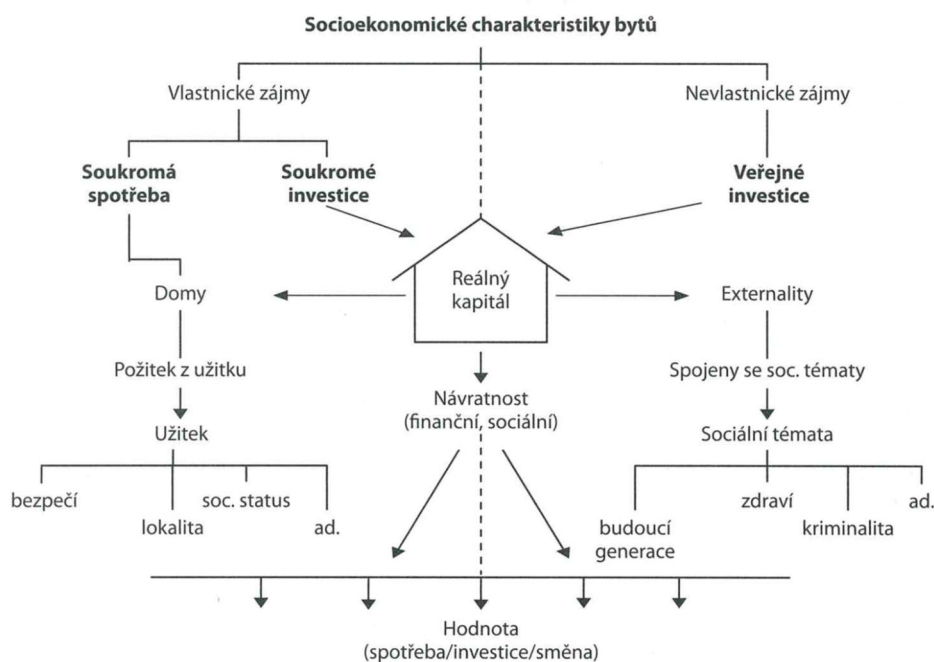 Socioekonomické charakteristiky bytů
Vlastnické zájmy
Nevlastnické zájmy
Soukromá
spotřeba
Soukromé
investice
Veřejné
investice
Reálný
kapitál
Domy
Externality
Požitek z užitku
Spojeny se soc. tématy
Návratnost
(finanční, sociální)
Užitek
Sociální témata
bezpečí
soc. status
lokalita
ad.
zdraví
ad.
budoucí
generace
kriminalita
Hodnota
(spotřeba/investice/směna)